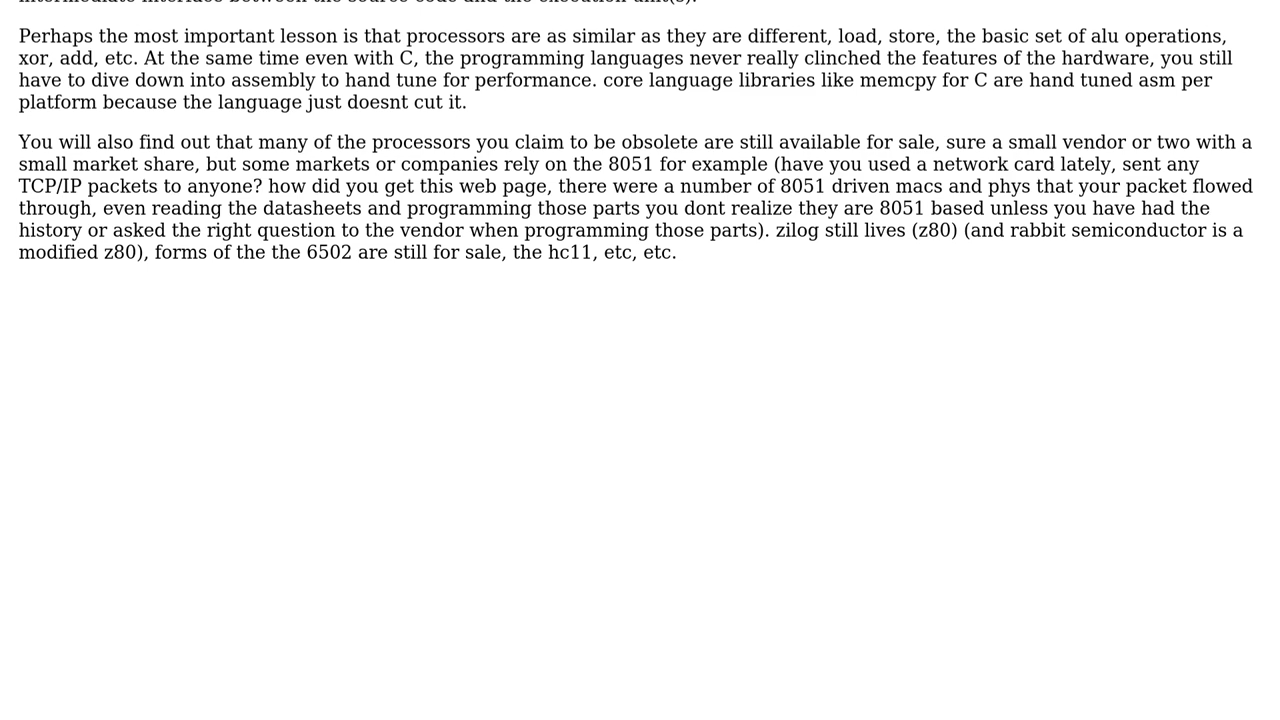 intermediate interface between the source code and the execution unit(s).
Perhaps the most important lesson is that processors are as similar as they are different, load, store, the basic set of alu operations,
xor, add, etc. At the same time even with C, the programming languages never really clinched the features of the hardware, you still
have to dive down into assembly to hand tune for performance. core language libraries like memcpy for C are hand tuned asm per
platform because the language just doesnt cut it.
You will also find out that many of the processors you claim to be obsolete are still available for sale, sure a small vendor or two with a
small market share, but some markets or companies rely on the 8051 for example (have you used a network card lately, sent any
TCP/IP packets to anyone? how did you get this web page, there were a number of 8051 driven macs and phys that your packet flowed
through, even reading the datasheets and programming those parts you dont realize they are 8051 based unless you have had the
history or asked the right question to the vendor when programming those parts). zilog still lives (z80) (and rabbit semiconductor is a
modified z80), forms of the the 6502 are still for sale, the hc11, etc, etc.